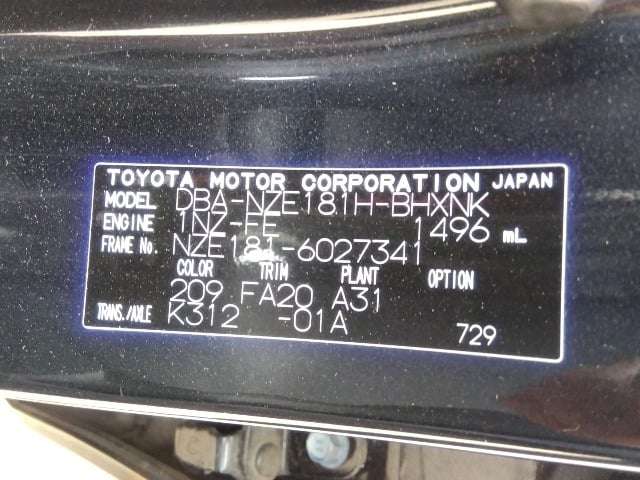 TOYOTA MOTOR CORPORATION JAPAN
MODEL DBA-NZE181H-BHXNK
ENGINE 1NZ-FE 1496 mL
FRAME No. NZE181-6027341
COLOR TRIM PLANT OPTION
209 FA20 A31
TRANS./AXLE K312 -01A 729